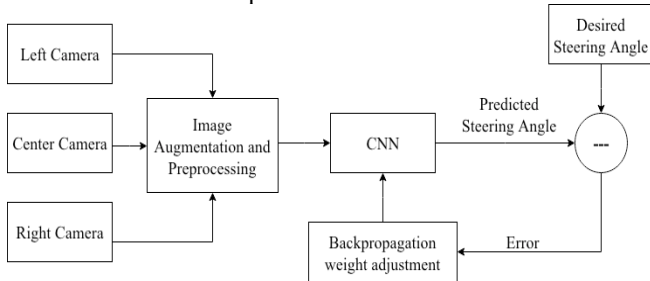 Desired
Steering Angle
Left Camera
Image
Augmentation and
Preprocessing
Center Camera
CNN
Predicted
Steering Angle
---
Right Camera
Backpropagation
weight adjustment
Error